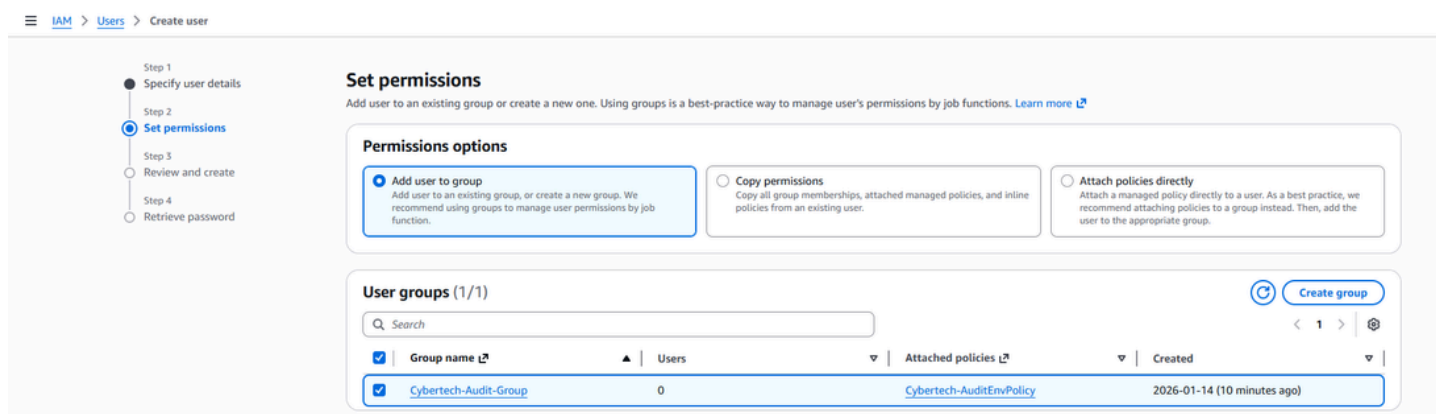 IAM > Users > Create user
Step 1
Specify user details
Step 2
Set permissions
Step 3
Review and create
Step 4
Retrieve password
Set permissions
Add user to an existing group or create a new one. Using groups is a best-practice way to manage user's permissions by job functions. Learn more
Permissions options
Add user to group
Add user to an existing group, or create a new group. We
recommend using groups to manage user permissions by job
function.
Copy permissions
Copy all group memberships, attached managed policies, and inline
policies from an existing user.
Attach policies directly
Attach a managed policy directly to a user. As a best practice, we
recommend attaching policies to a group instead. Then, add the
user to the appropriate group.
User groups (1/1)
Create group
Search
< 1 >
Group name Users Attached policies Created
Cybertech-Audit-Group 0 Cybertech-AuditEnvPolicy 2026-01-14 (10 minutes ago)